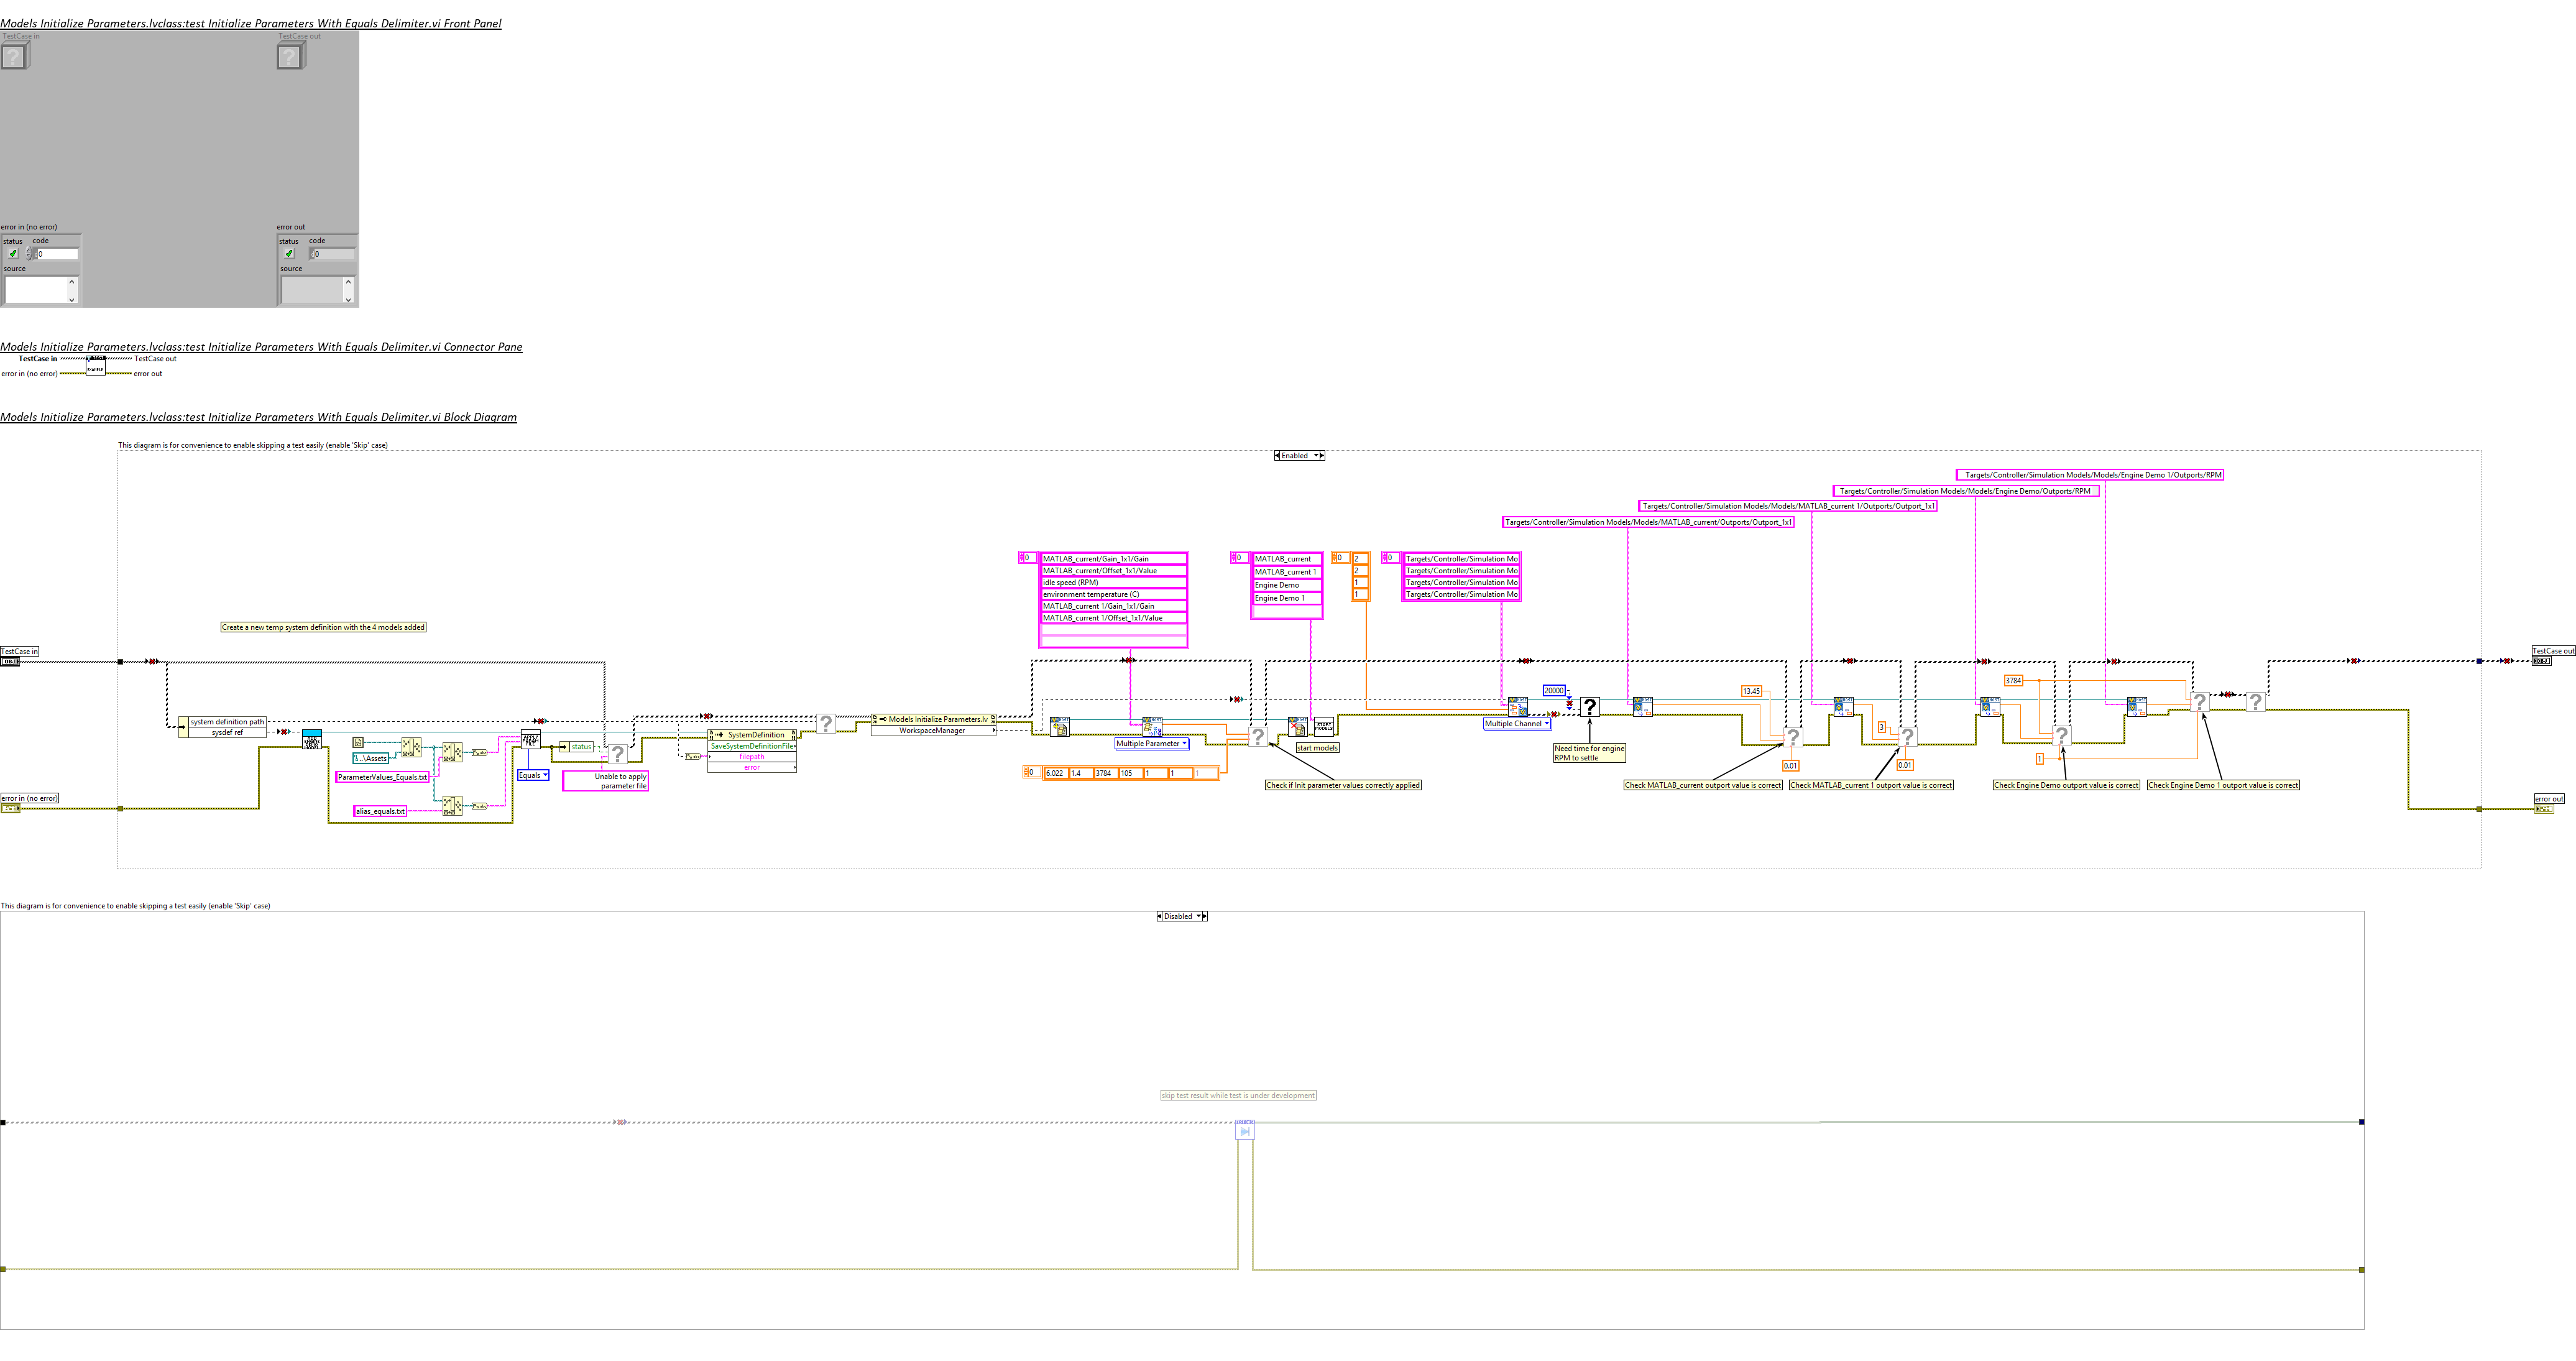 Models Initialize Parameters.lvclass:test Initialize Parameters With Equals Delimiter.vi Front Panel
TestCase in
TestCase out
error in (no error)
error out
status code
0
status code
0
source
source
Models Initialize Parameters.lvclass:test Initialize Parameters With Equals Delimiter.vi Connector Pane
TestCase in
TestCase out
error in (no error)
error out
Models Initialize Parameters.lvclass:test Initialize Parameters With Equals Delimiter.vi Block Diagram
This diagram is for convenience to enable skipping a test easily (enable 'Skip' case)
Enabled
Targets/Controller/Simulation Models/Models/Engine Demo 1/Outports/RPM
Targets/Controller/Simulation Models/Models/Engine Demo/Outports/RPM
Targets/Controller/Simulation Models/Models/MATLAB_current 1/Outports/Outport_1x1
Targets/Controller/Simulation Models/Models/MATLAB_current/Outports/Outport_1x1
0
MATLAB_current/Gain_1x1/Gain
MATLAB_current/Offset_1x1/Value
idle speed (RPM)
environment temperature (C)
MATLAB_current 1/Gain_1x1/Gain
MATLAB_current 1/Offset_1x1/Value
0
MATLAB_current
MATLAB_current 1
Engine Demo
Engine Demo 1
0
2
2
1
1
0
Targets/Controller/Simulation Mo
Targets/Controller/Simulation Mo
Targets/Controller/Simulation Mo
Targets/Controller/Simulation Mo
Create a new temp system definition with the 4 models added
TestCase in
TestCase out
system definition path
sysdef ref
..\Assets
ParameterValues_Equals.txt
alias_equals.txt
Equals
status
Unable to apply
parameter file
SystemDefinition
SaveSystemDefinitionFile
filepath
error
Models Initialize Parameters.lv
WorkspaceManager
Multiple Parameter
0
6.022
1.4
3784
105
1
1
1
Check if Init parameter values correctly applied
START MODELS
start models
Multiple Channel
20000
Need time for engine
RPM to settle
13.45
0.01
Check MATLAB_current outport value is correct
3
0.01
Check MATLAB_current 1 outport value is correct
3784
1
Check Engine Demo outport value is correct
Check Engine Demo 1 outport value is correct
error in (no error)
error out
This diagram is for convenience to enable skipping a test easily (enable 'Skip' case)
Disabled
skip test result while test is under development